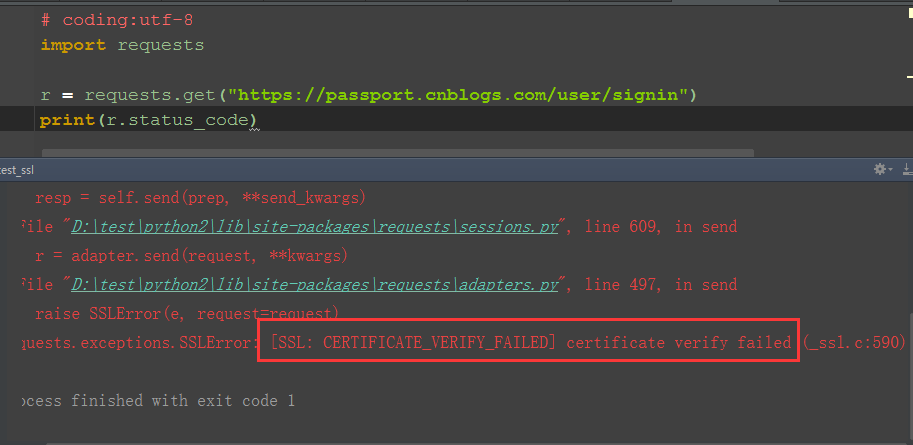 # coding:utf-8
import requests
r = requests.get("https://passport.cnblogs.com/user/signin")
print(r.status_code)
test_ssl
resp = self.send(prep, **send_kwargs)
File "D:\test\python2\lib\site-packages\requests\sessions.py", line 609, in send
r = adapter.send(request, **kwargs)
File "D:\test\python2\lib\site-packages\requests\adapters.py", line 497, in send
raise SSLError(e, request=request)
quests.exceptions.SSLError: [SSL: CERTIFICATE_VERIFY_FAILED] certificate verify failed (_ssl.c:590)
ocess finished with exit code 1